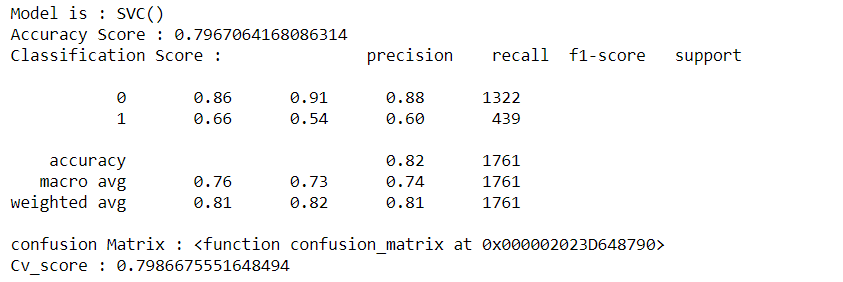 Model is : SVC()
Accuracy Score : 0.7967064168086314
Classification Score :               precision    recall  f1-score   support
           0       0.86      0.91      0.88      1322
           1       0.66      0.54      0.60       439
    accuracy                           0.82      1761
   macro avg       0.76      0.73      0.74      1761
weighted avg       0.81      0.82      0.81      1761
confusion Matrix : <function confusion_matrix at 0x000002023D648790>
Cv_score : 0.7986675551648494